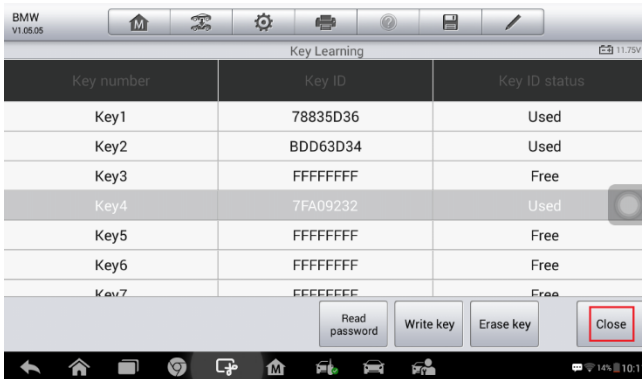 BMW
V1.05.05
Key Learning
11.75V
Key number Key ID Key ID status
Key1 78835D36 Used
Key2 BDD63D34 Used
Key3 FFFFFFFF Free
Key4 7FA09232 Used
Key5 FFFFFFFF Free
Key6 FFFFFFFF Free
Key7 FFFFFFFF Free
Read
password
Write key Erase key Close
14% 10:1